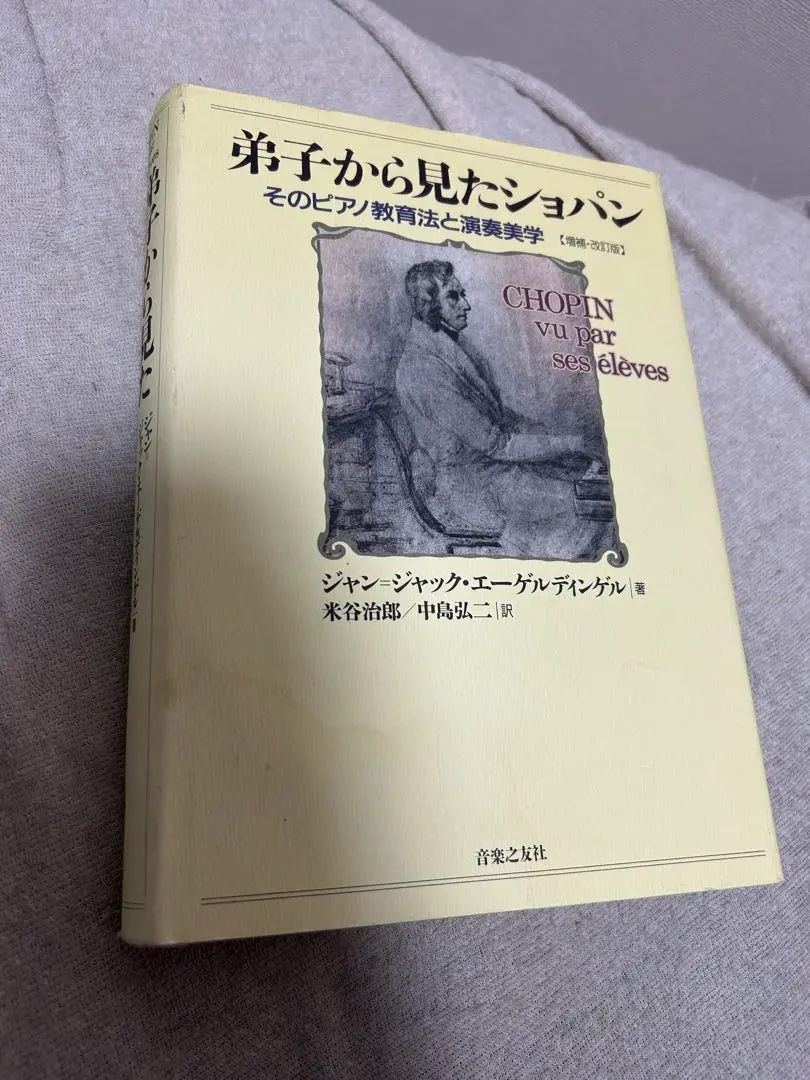 弟子から見たショパン
そのピアノ教育法と演奏美学
【増補・改訂版】
CHOPIN
vu par
ses élèves
ジャン=ジャック・エーゲルディンゲル 著
米谷治郎/中島弘二 訳
音楽之友社
弟子から見た